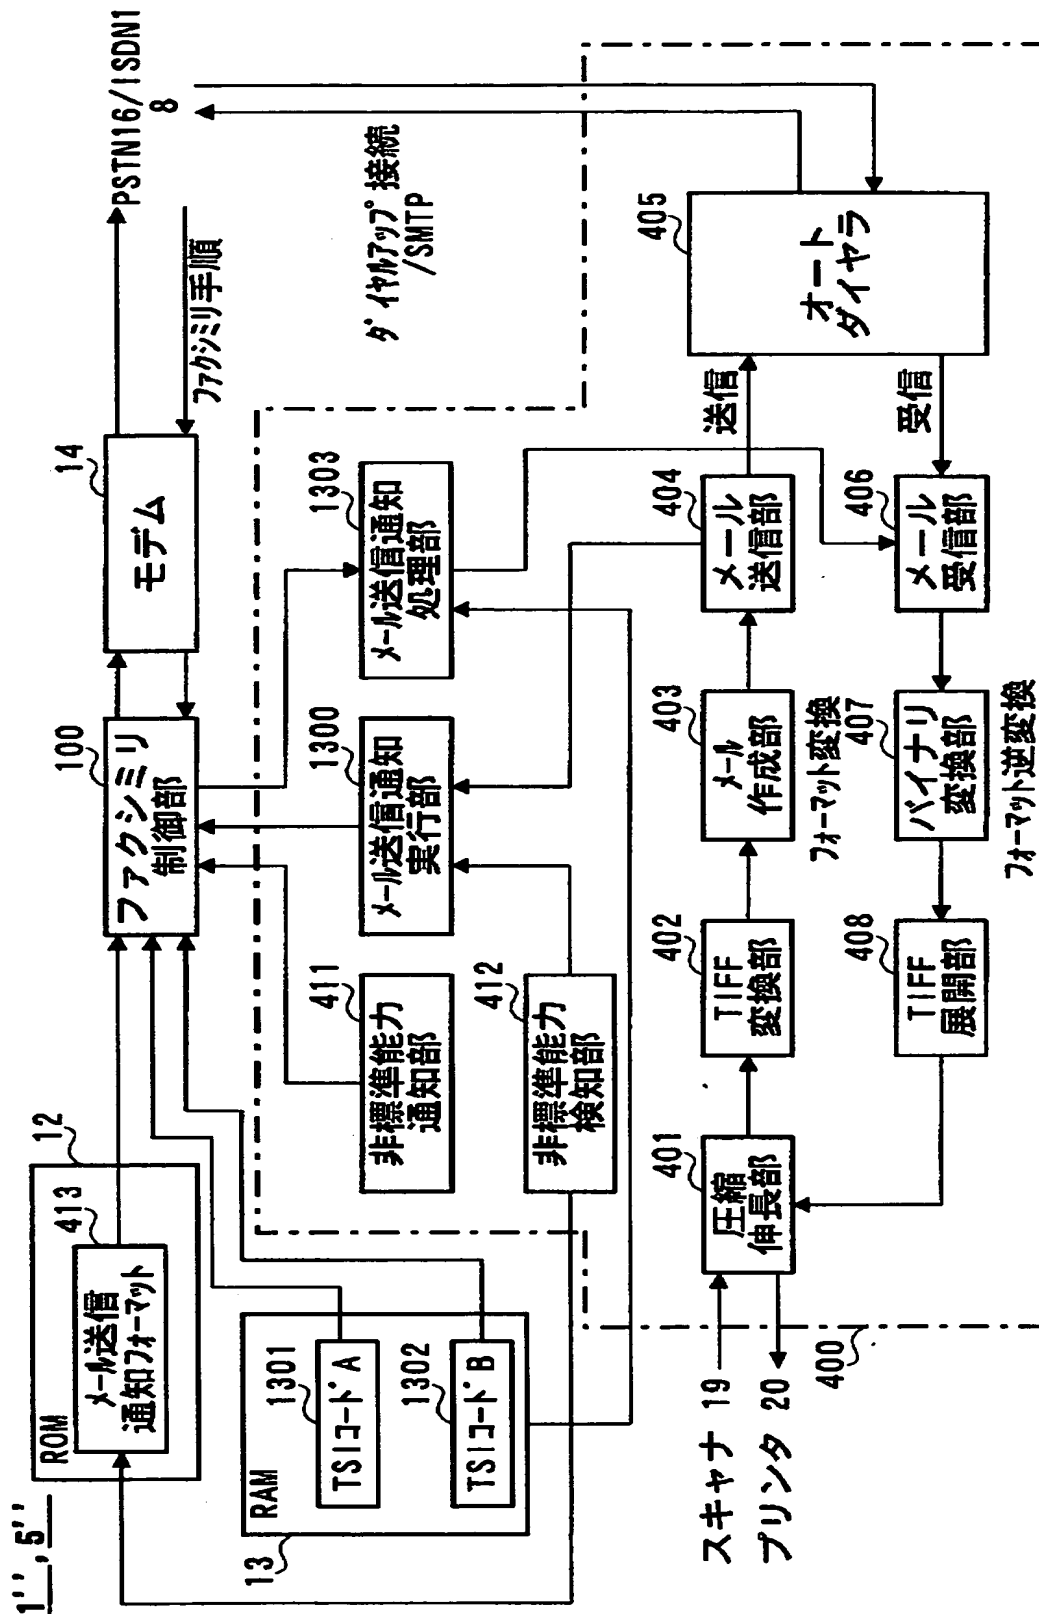 1'',5''
ROM
12
413
メール送信
通知フォーマット
RAM
13
1301
TSIコードA
1302
TSIコードB
100
ファクシミリ
制御部
14
モデム
PSTN16/ISDN1
8
ファクシミリ手順
411
非標準能力
通知部
412
非標準能力
検知部
1300
メール送信通知
実行部
1303
メール送信通知
処理部
ダイヤルアップ接続
/SMTP
スキャナ 19
プリンタ 20
400
401
圧縮
伸長部
402
TIFF
変換部
403
メール
作成部
フォーマット変換
404
メール
送信部
送信
405
オート
ダイヤラ
受信
406
メール
受信部
407
バイナリ
変換部
フォーマット逆変換
408
TIFF
展開部